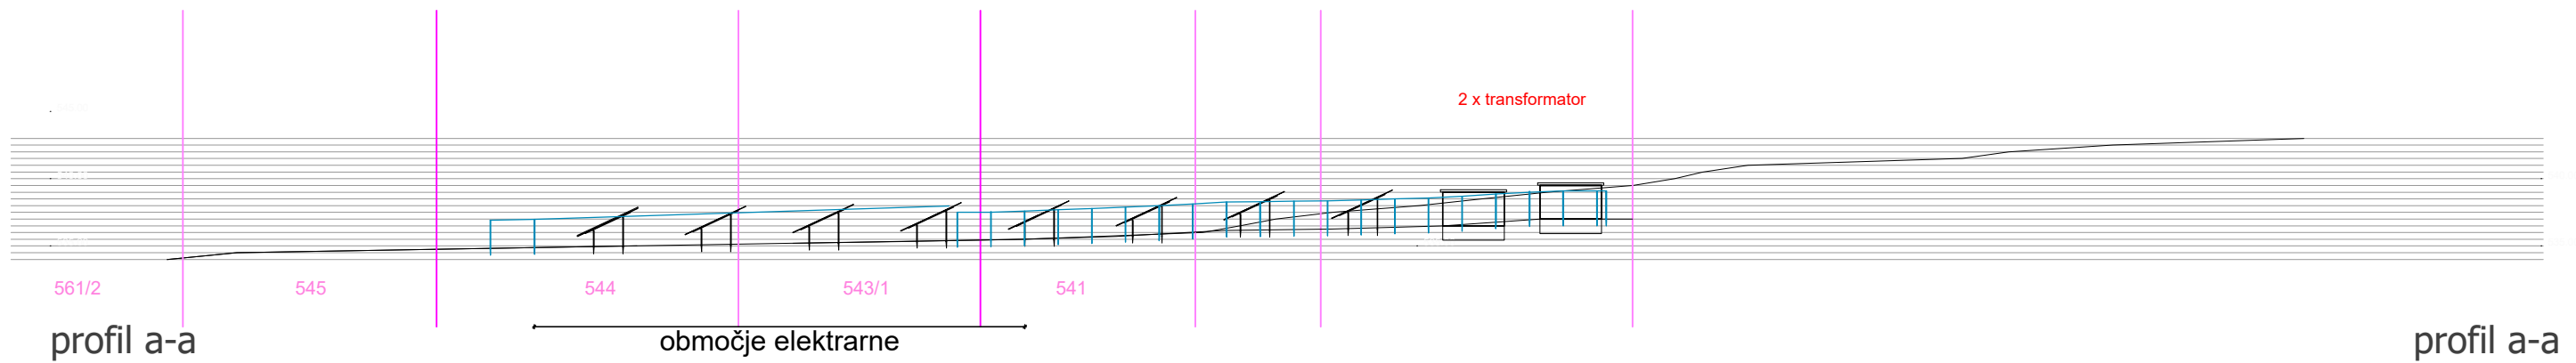 2 x transformator
561/2
545
544
543/1
541
območje elektrarne
profil a-a
profil a-a